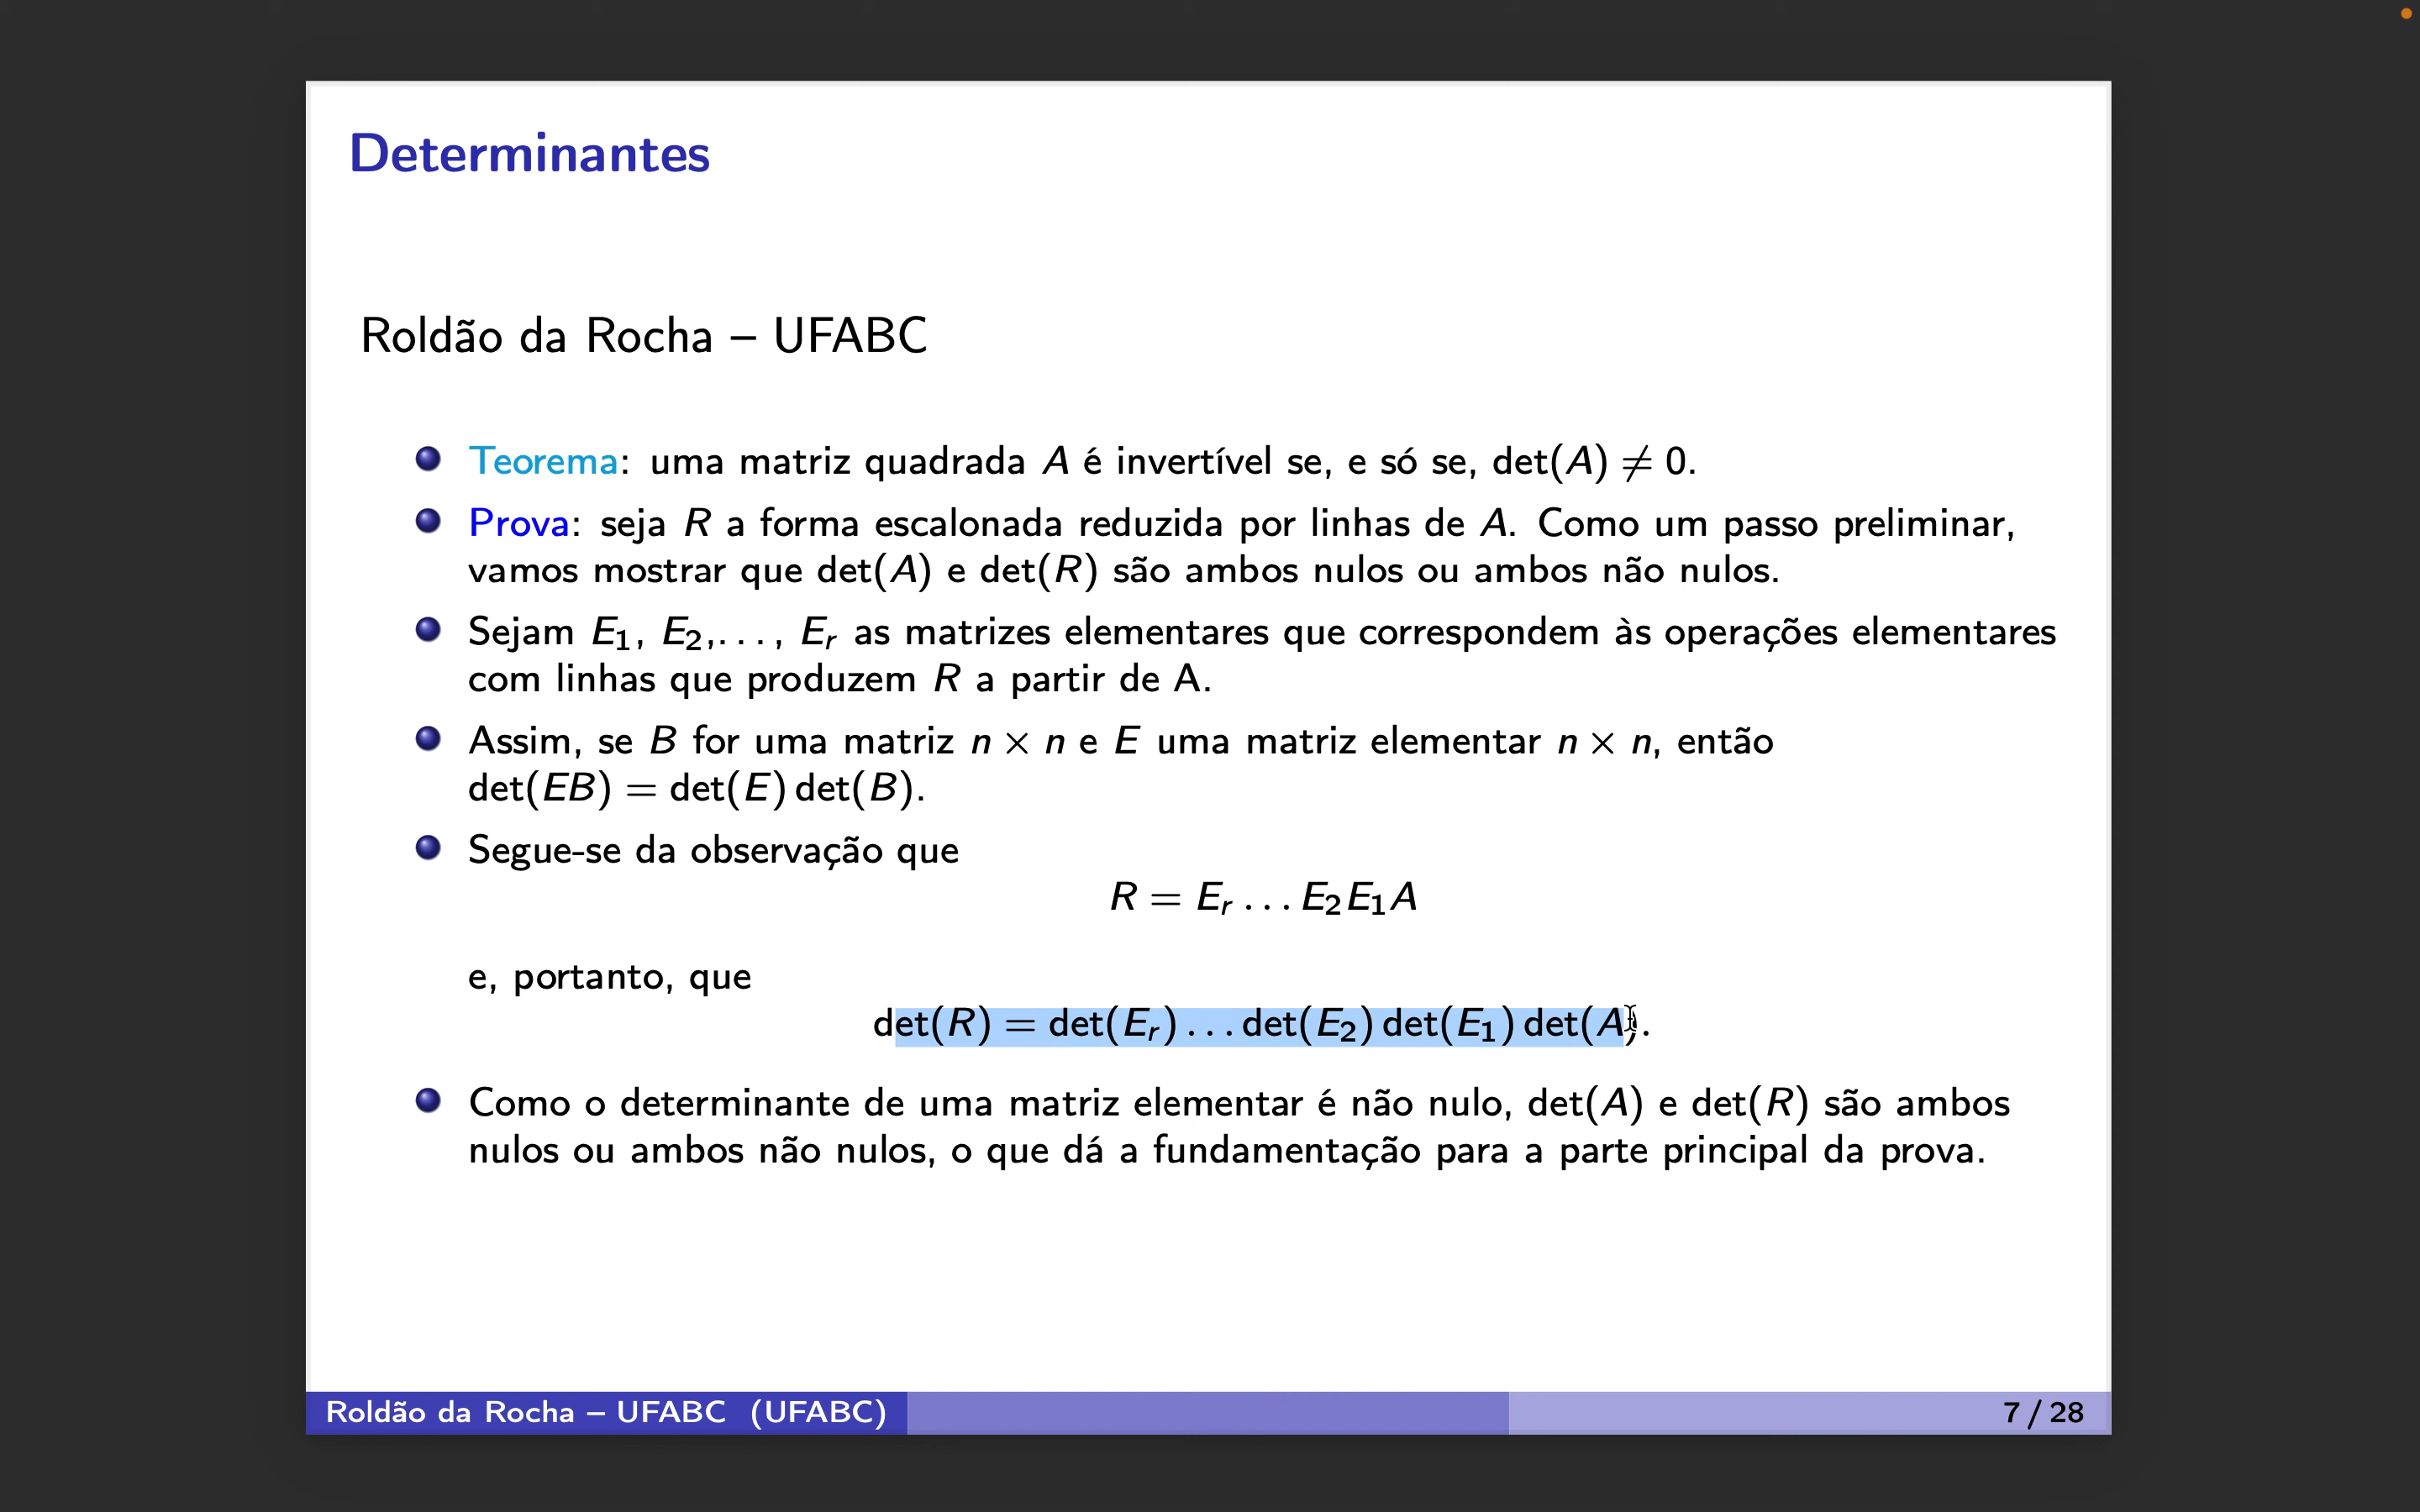 Determinantes
Roldão da Rocha – UFABC
Teorema: uma matriz quadrada A é invertível se, e só se, det(A) ≠ 0.
Prova: seja R a forma escalonada reduzida por linhas de A. Como um passo preliminar,
vamos mostrar que det(A) e det(R) são ambos nulos ou ambos não nulos.
Sejam E₁, E₂,..., Eᵣ as matrizes elementares que correspondem às operações elementares
com linhas que produzem R a partir de A.
Assim, se B for uma matriz n × n e E uma matriz elementar n × n, então
det(EB) = det(E) det(B).
Segue-se da observação que
R = Eᵣ ... E₂E₁A
e, portanto, que
det(R) = det(Eᵣ) ... det(E₂) det(E₁) det(A).
Como o determinante de uma matriz elementar é não nulo, det(A) e det(R) são ambos
nulos ou ambos não nulos, o que dá a fundamentação para a parte principal da prova.
Roldão da Rocha – UFABC (UFABC)
7 / 28